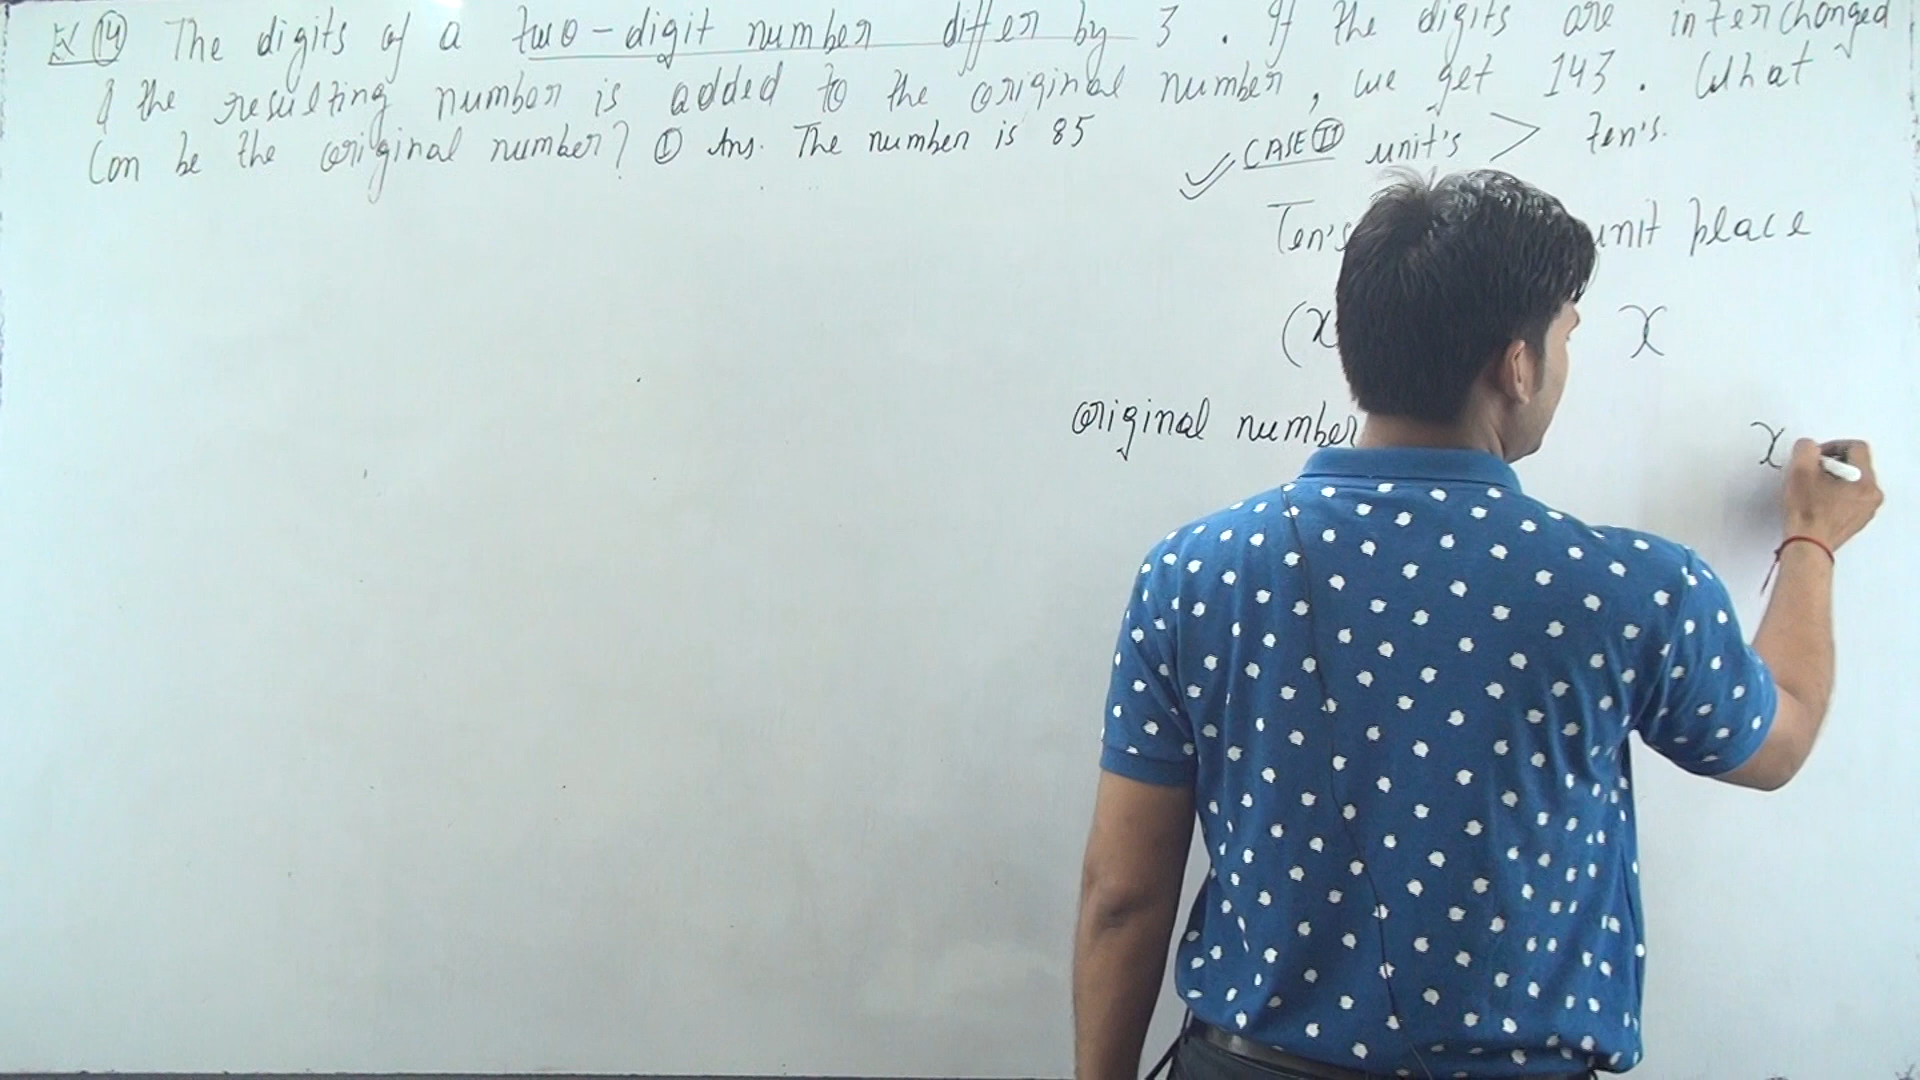 Ex 14 The digits of a two-digit number differ by 3. If the digits are interchanged
& the resulting number is added to the original number, we get 143. What
Can be the original number? ① Ans. The number is 85
CASE II unit's > ten's.
Ten's unit place
(x x
original number x